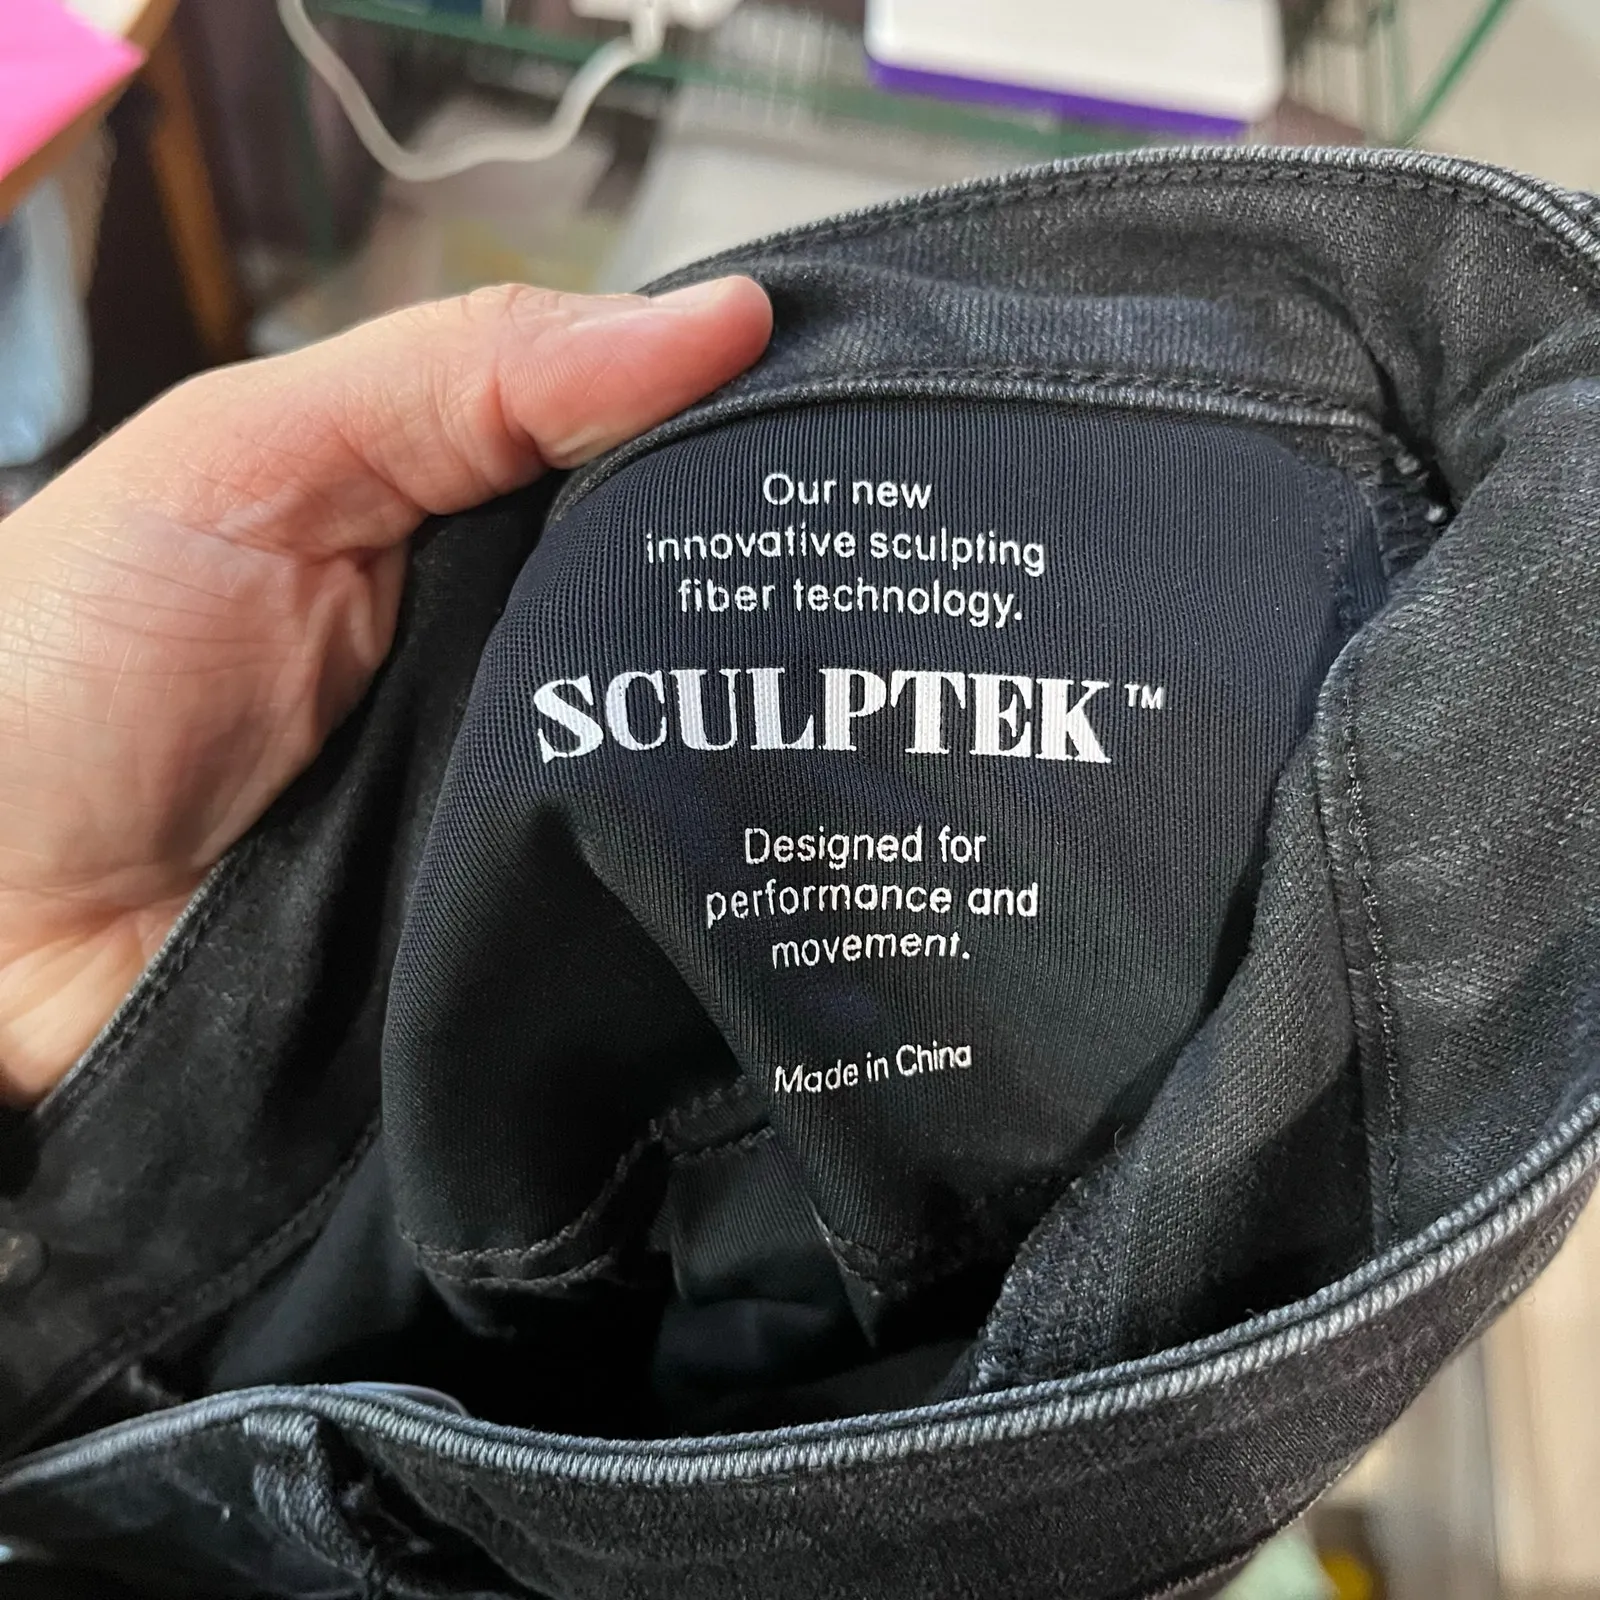 Our new
innovative sculpting
fiber technology.
SCULPTEK™
Designed for
performance and
movement.
Made in China